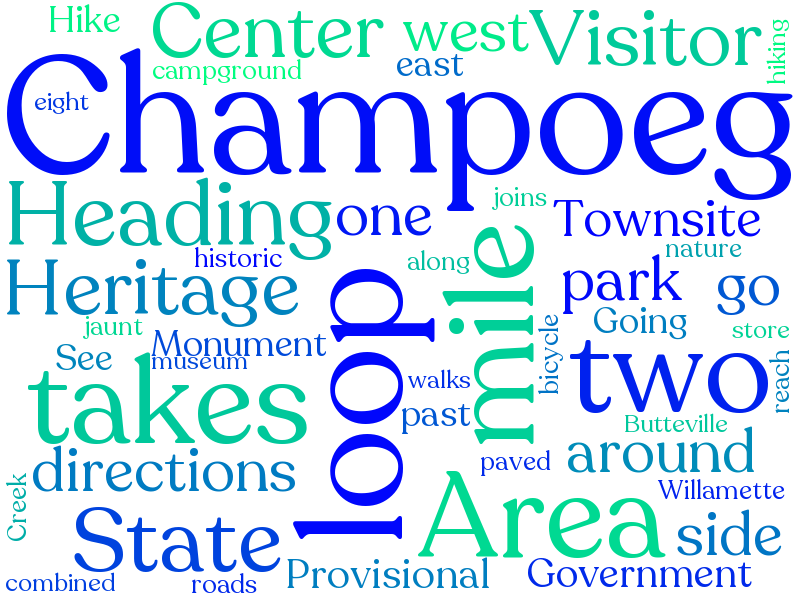 Hike
Center
west
Visitor
hiking
campground
east
eight
Champoeg
Heading
one
joins
Townsite
historic
along
nature
Heritage
loop
mile
park
go
jaunt
Monument
Going
store
See
museum
walks
bicycle
two
reach
takes
past
Butteville
directions
paved
around
Creek
Willamette
State
Area
side
combined
roads
Provisional
Government